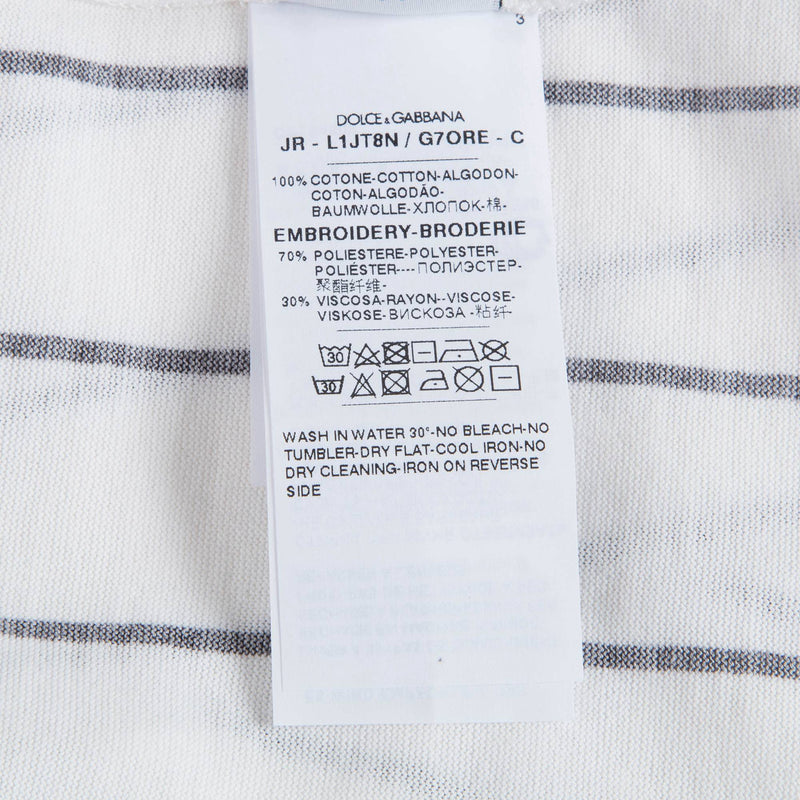 3
DOLCE & GABBANA
JR - L1JT8N / G7ORE - C
100% COTONE-COTTON-ALGODON-
COTON-ALGODÃO-
BAUMWOLLE-ХЛОПОК-棉-
EMBROIDERY-BRODERIE
70% POLIESTERE-POLYESTER-
POLIÉSTER----ПОЛИЭСТЕР-
聚酯纤维-
30% VISCOSA-RAYON--VISCOSE-
VISKOSE-ВИСКОЗА -粘纤-
30
30
WASH IN WATER 30°-NO BLEACH-NO
TUMBLER-DRY FLAT-COOL IRON-NO
DRY CLEANING-IRON ON REVERSE
SIDE